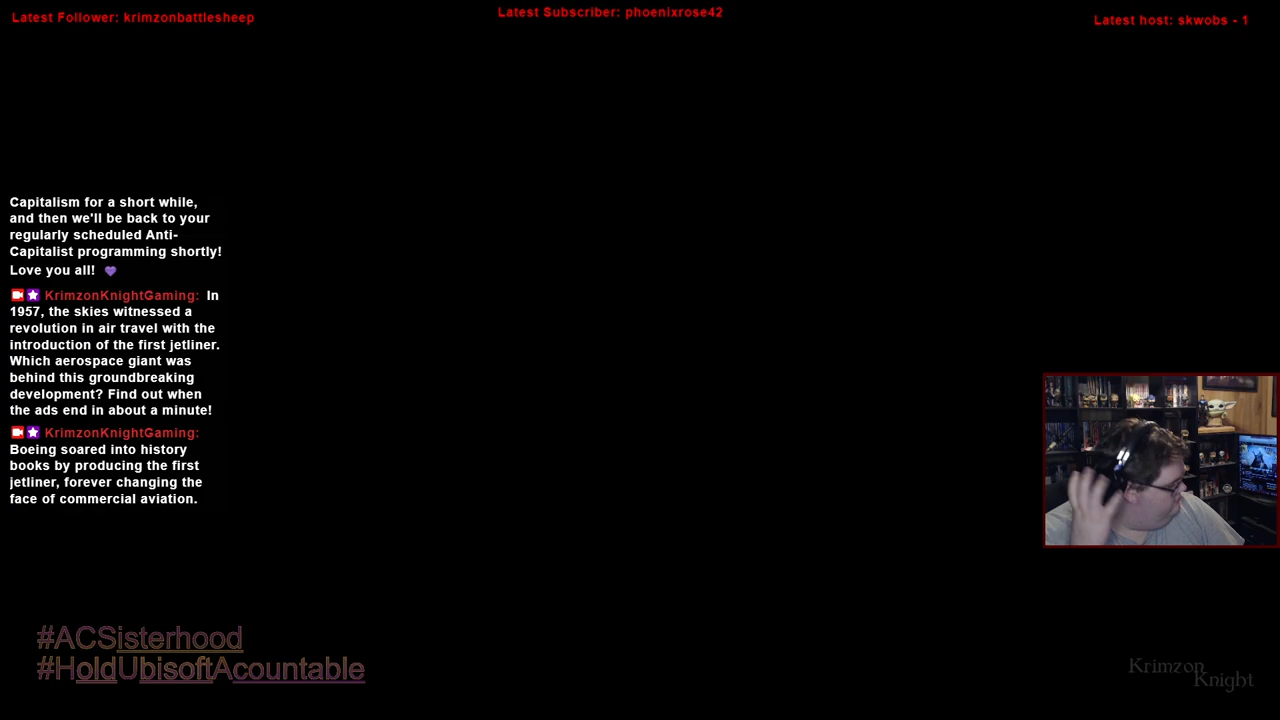 Latest Follower: krimzonbattlesheep
Latest Subscriber: phoenixrose42
Latest host: skwobs - 1
Capitalism for a short while,
and then we'll be back to your
regularly scheduled Anti-
Capitalist programming shortly!
Love you all!
KrimzonKnightGaming: In
1957, the skies witnessed a
revolution in air travel with the
introduction of the first jetliner.
Which aerospace giant was
behind this groundbreaking
development? Find out when
the ads end in about a minute!
KrimzonKnightGaming:
Boeing soared into history
books by producing the first
jetliner, forever changing the
face of commercial aviation.
#ACSisterhood
#HoldUbisoftAcountable
Krimzon
Knight